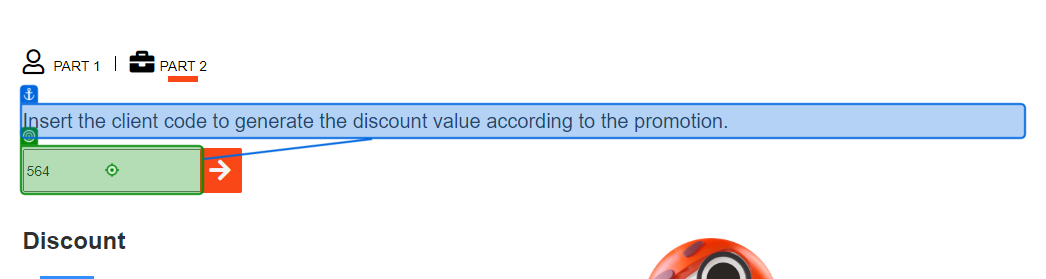 PART 1 | PART 2
Insert the client code to generate the discount value according to the promotion.
564
Discount